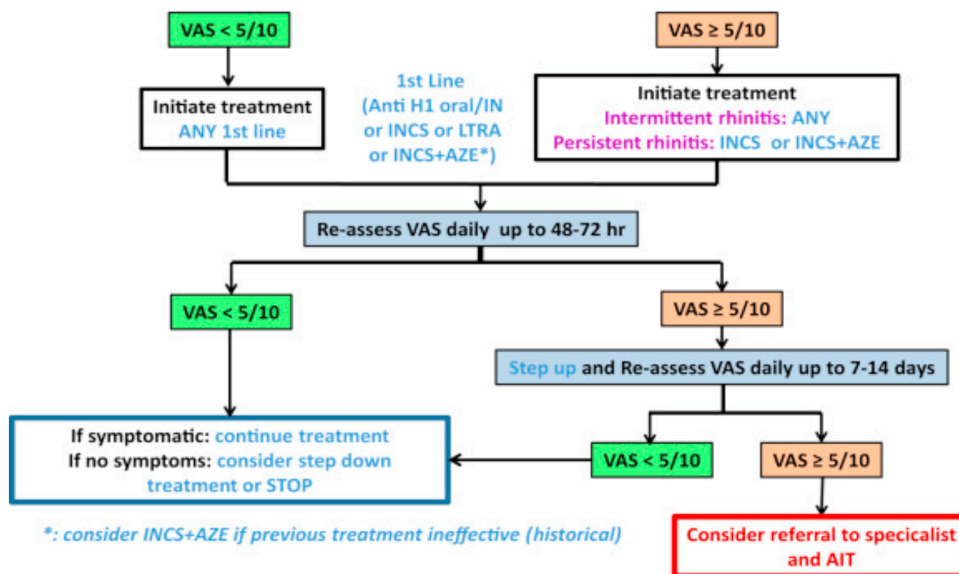 VAS < 5/10
VAS ≥ 5/10
Initiate treatment
ANY 1st line
1st Line
(Anti H1 oral/IN
or INCS or LTRA
or INCS+AZE*)
Initiate treatment
Intermittent rhinitis: ANY
Persistent rhinitis: INCS or INCS+AZE
Re-assess VAS daily up to 48-72 hr
VAS < 5/10
VAS ≥ 5/10
Step up and Re-assess VAS daily up to 7-14 days
If symptomatic: continue treatment
If no symptoms: consider step down
treatment or STOP
VAS < 5/10
VAS ≥ 5/10
*: consider INCS+AZE if previous treatment ineffective (historical)
Consider referral to specicalist
and AIT